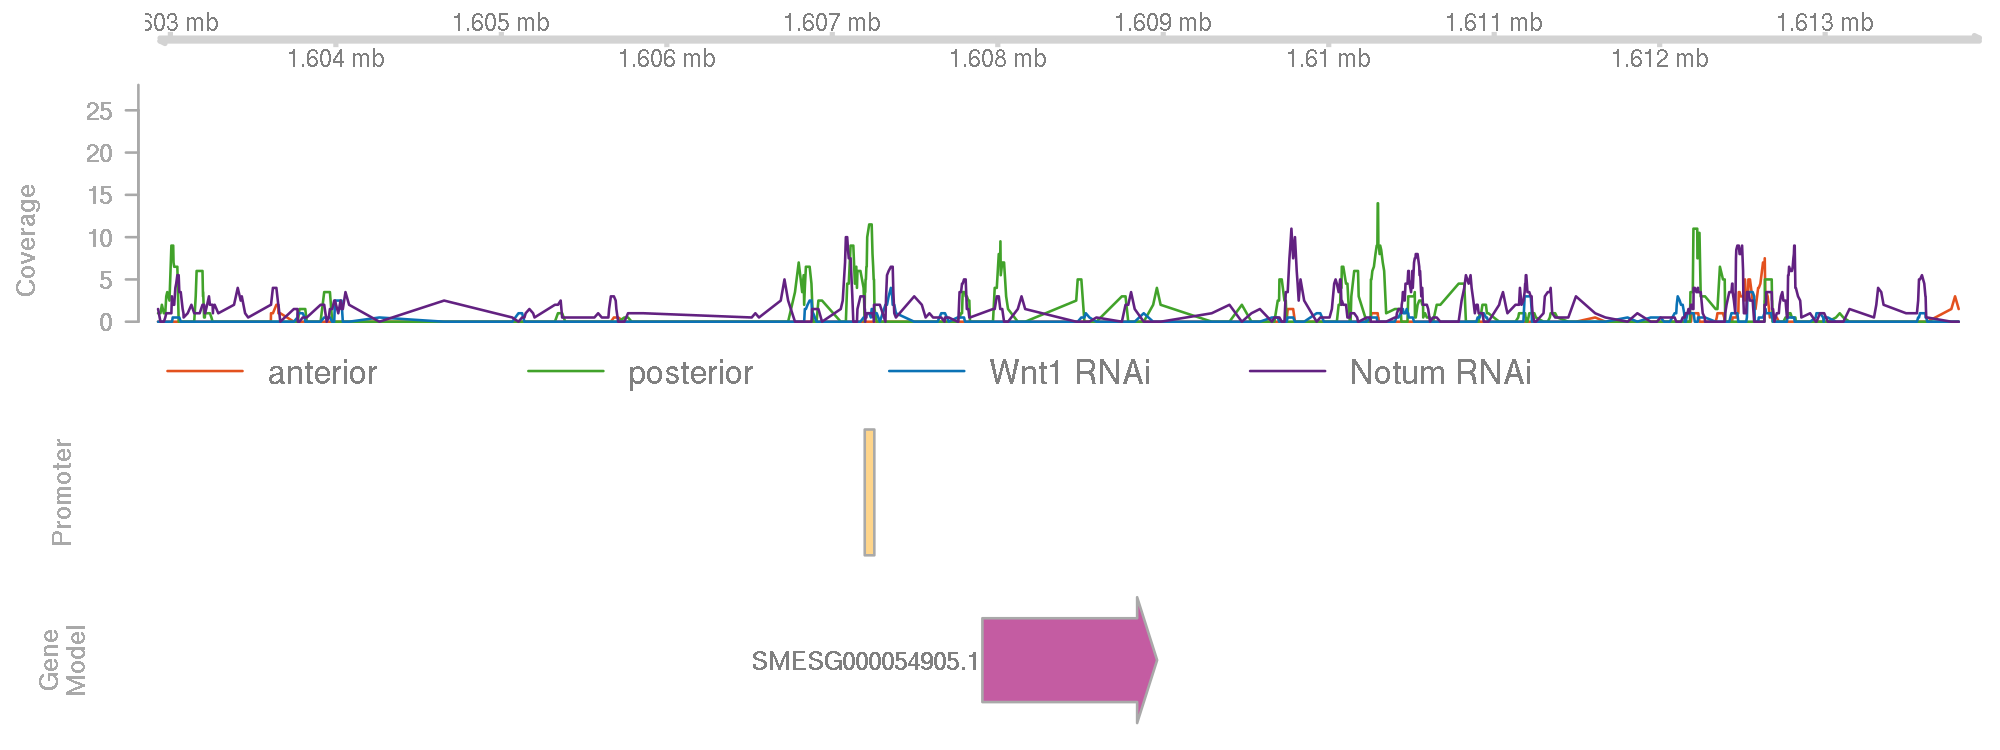 603 mb 1.605 mb 1.607 mb 1.609 mb 1.611 mb 1.613 mb
1.604 mb 1.606 mb 1.608 mb 1.61 mb 1.612 mb
25
20
15
10
5
0
Coverage
anterior posterior Wnt1 RNAi Notum RNAi
Promoter
Gene
Model
SMESG000054905.1